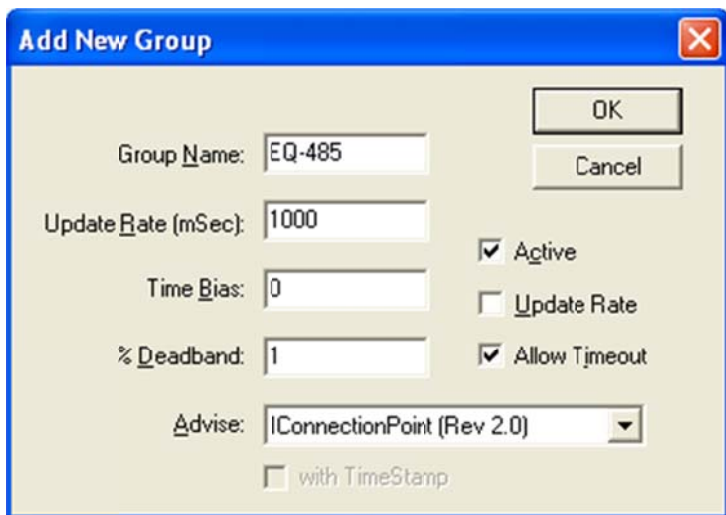 Add New Group
OK
Group Name: EQ-485
Cancel
Update Rate (mSec): 1000
Active
Time Bias: 0
Update Rate
% Deadband: 1
Allow Timeout
Advise: IConnectionPoint (Rev 2.0)
with TimeStamp